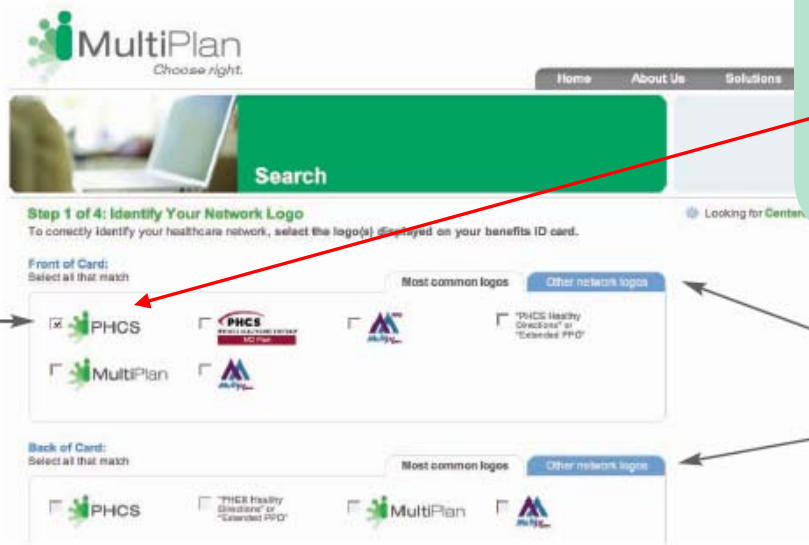 MultiPlan
Choose right.
Home About Us Solutions
Search
Step 1 of 4: Identify Your Network Logo
Looking for
To correctly identify your healthcare network, select the logo(s) displayed on your benefits ID card.
Front of Card:
Select all that match
Most common logos Other network logos
PHCS
PHCS
"PHCS Healthy
Directions" or
"Extended PPO"
MultiPlan
Back of Card:
Select all that match
Most common logos Other network logos
PHCS
Directions" or
"Extended PPO"
MultiPlan